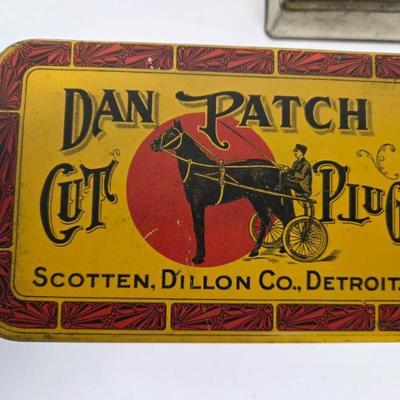 DAN PATCH
CUT PLUG
SCOTTEN, DILLON CO., DETROIT.